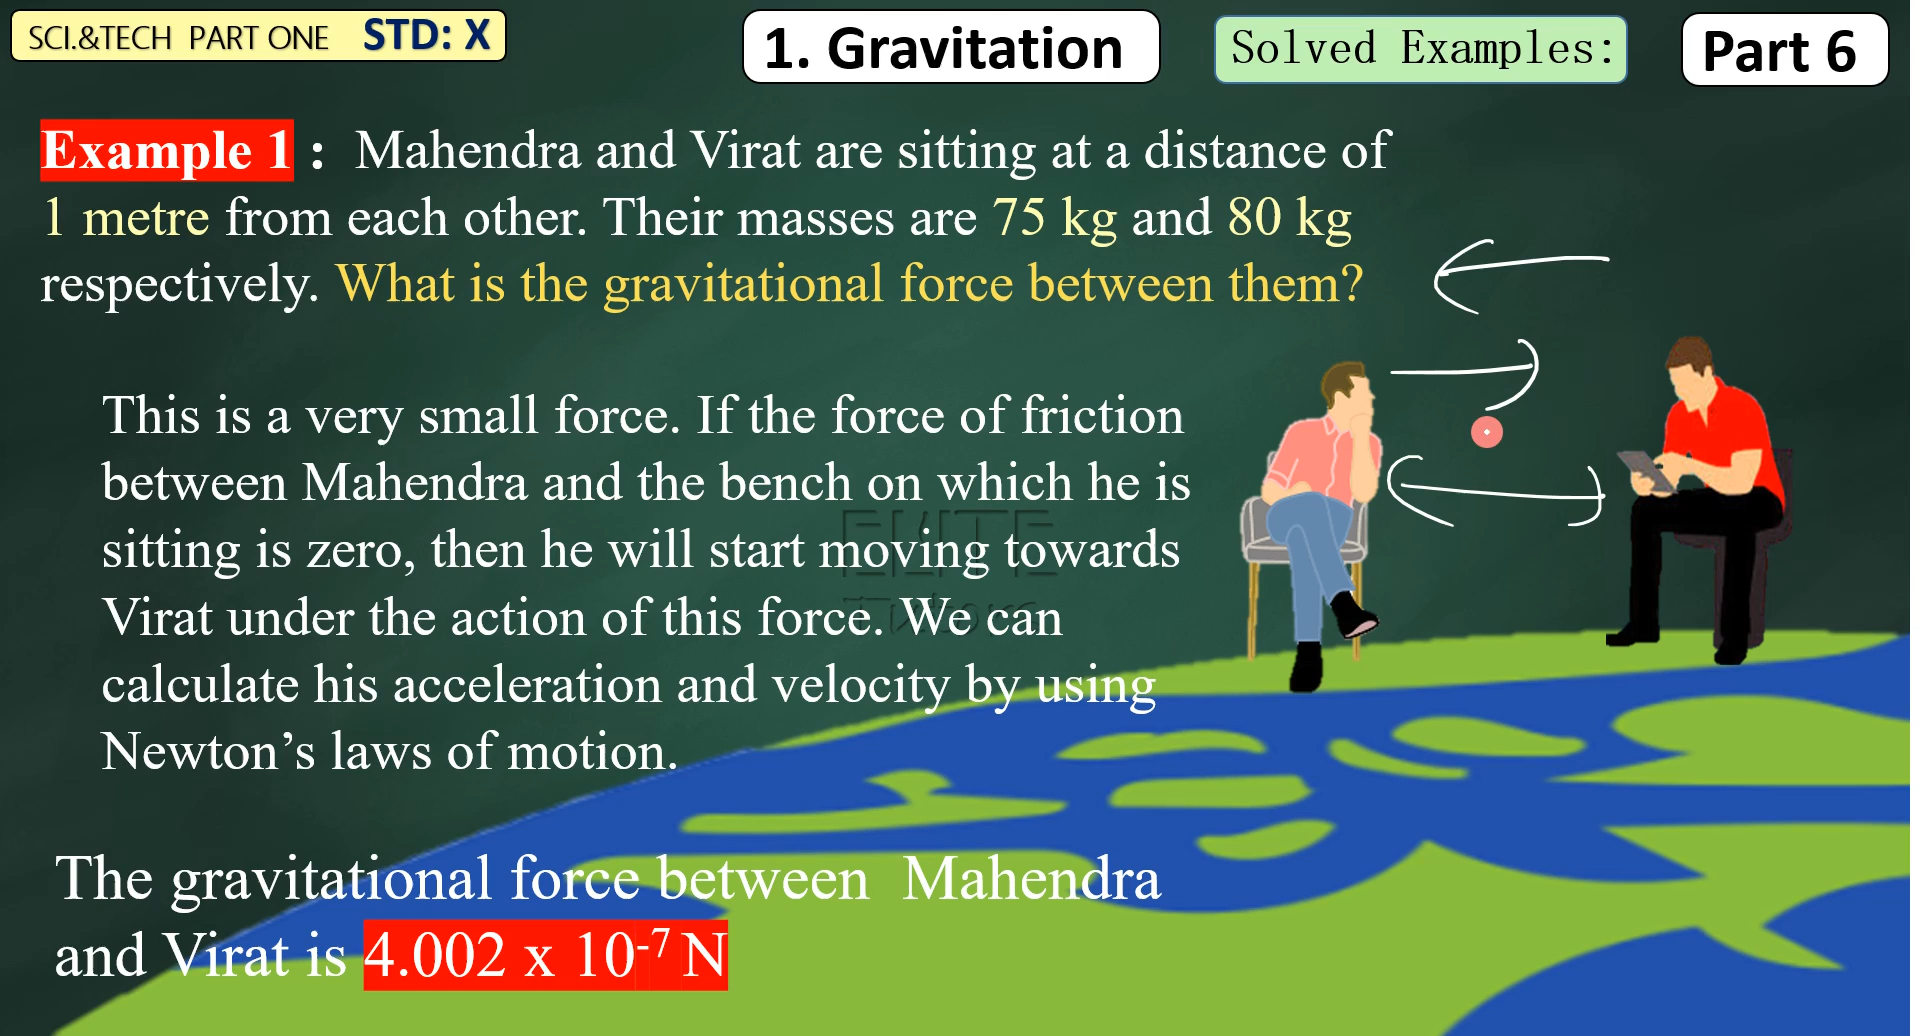 SCI.&TECH PART ONE STD: X
1. Gravitation
Solved Examples:
Part 6
Example 1 : Mahendra and Virat are sitting at a distance of
1 metre from each other. Their masses are 75 kg and 80 kg
respectively. What is the gravitational force between them?
This is a very small force. If the force of friction
between Mahendra and the bench on which he is
sitting is zero, then he will start moving towards
Virat under the action of this force. We can
calculate his acceleration and velocity by using
Newton’s laws of motion.
ELITE
The gravitational force between Mahendra
and Virat is 4.002 x 10⁻⁷ N